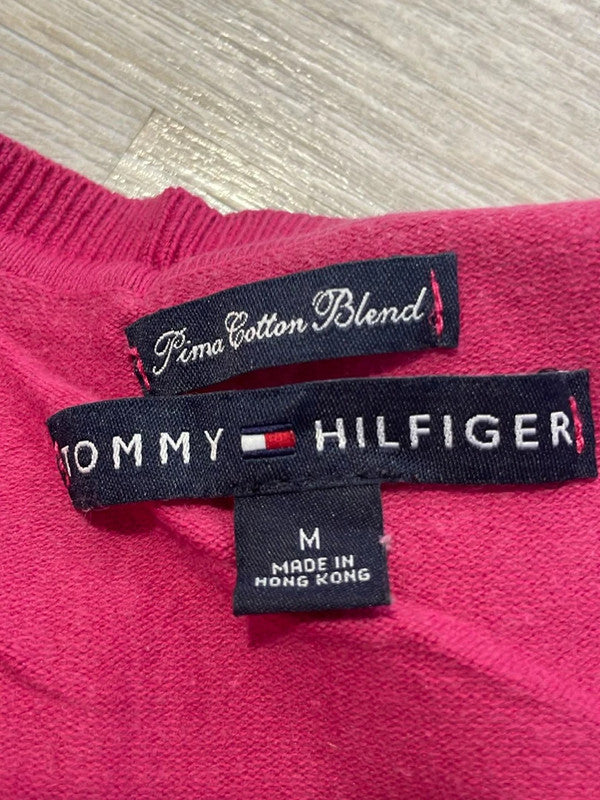 Pima Cotton Blend
TOMMY HILFIGER
M
MADE IN
HONG KONG